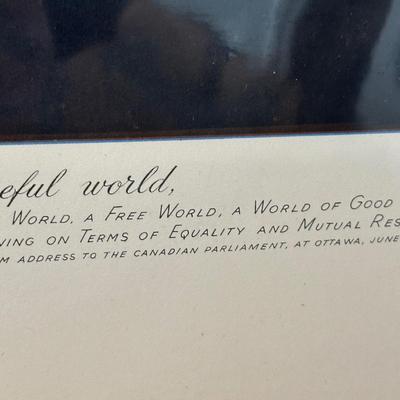 eful world,
World, a Free World, a World of Good
ving on Terms of Equality and Mutual Res
m address to the Canadian Parliament, at Ottawa, June